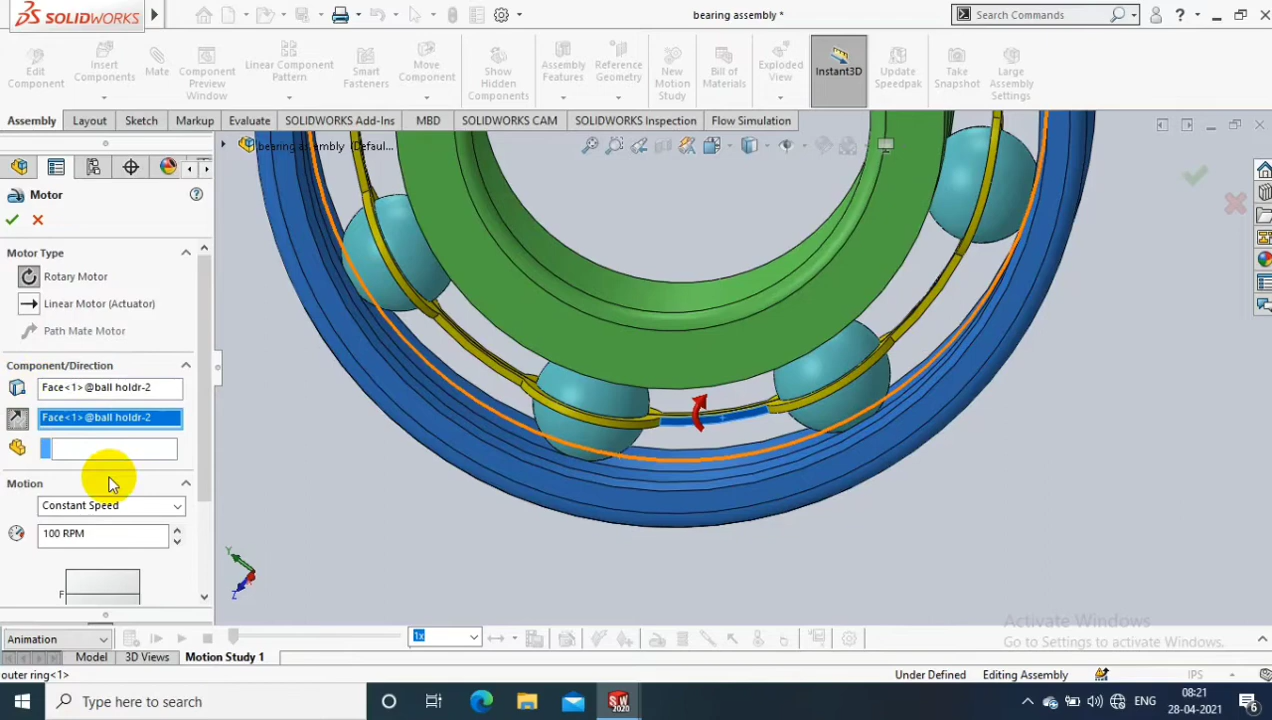 SOLIDWORKS
bearing assembly *
Search Commands
Edit Component
Insert Components
Mate
Component Preview Window
Linear Component Pattern
Smart Fasteners
Move Component
Show Hidden Components
Assembly Features
Reference Geometry
New Motion Study
Bill of Materials
Exploded View
Instant3D
Update Speedpak
Take Snapshot
Large Assembly Settings
Assembly Layout Sketch Markup Evaluate SOLIDWORKS Add-Ins MBD SOLIDWORKS CAM SOLIDWORKS Inspection Flow Simulation
bearing assembly (Defaul...
Motor
Motor Type
Rotary Motor
Linear Motor (Actuator)
Path Mate Motor
Component/Direction
Face<1>@ball holdr-2
Face<1>@ball holdr-2
Motion
Constant Speed
100 RPM
F
Y
Z
Activate Windows
Go to Settings to activate Windows.
Animation
1x
Model 3D Views Motion Study 1
outer ring<1>
Under Defined Editing Assembly IPS
Type here to search
SW 2020
ENG
08:21
28-04-2021
6